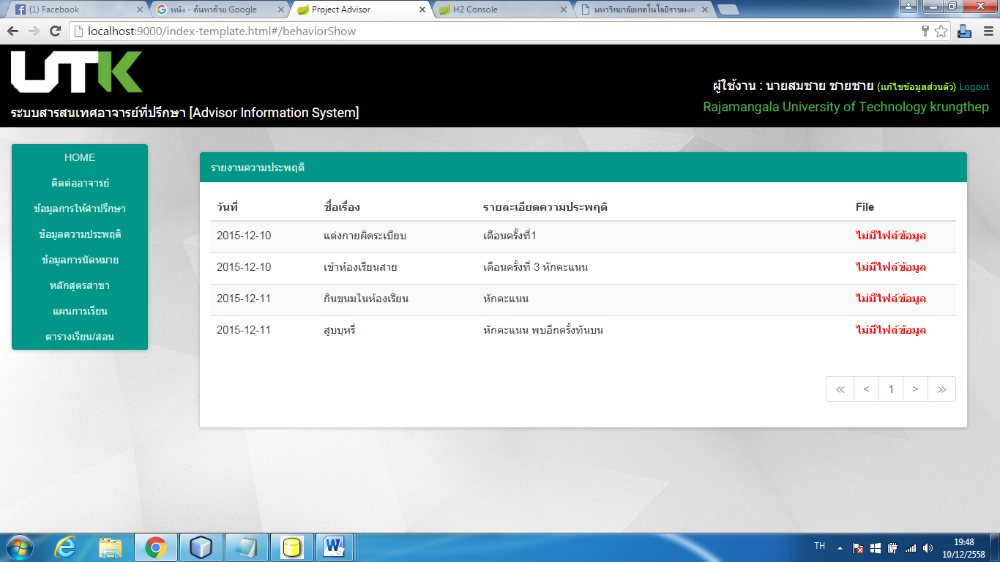 (1) Facebook
หนัง - ค้นหาด้วย Google
Project Advisor
H2 Console
มหาวิทยาลัยเทคโนโลยีราชมงค
localhost:9000/index-template.html#/behaviorShow
UTK
ผู้ใช้งาน : นายสมชาย ชายชาย (แก้ไขข้อมูลส่วนตัว) Logout
ระบบสารสนเทศอาจารย์ที่ปรึกษา [Advisor Information System]
Rajamangala University of Technology krungthep
HOME
ติดต่ออาจารย์
ข้อมูลการให้คำปรึกษา
ข้อมูลความประพฤติ
ข้อมูลการนัดหมาย
หลักสูตรสาขา
แผนการเรียน
ตารางเรียน/สอน
รายงานความประพฤติ
วันที่ ชื่อเรื่อง รายละเอียดความประพฤติ File
2015-12-10 แต่งกายผิดระเบียบ เตือนครั้งที่1 ไม่มีไฟล์ข้อมูล
2015-12-10 เข้าห้องเรียนสาย เตือนครั้งที่ 3 หักคะแนน ไม่มีไฟล์ข้อมูล
2015-12-11 กินขนมในห้องเรียน หักคะแนน ไม่มีไฟล์ข้อมูล
2015-12-11 สูบบุหรี่ หักคะแนน พบอีกครั้งทันบน ไม่มีไฟล์ข้อมูล
≪ < 1 > ≫
TH
19:48
10/12/2558